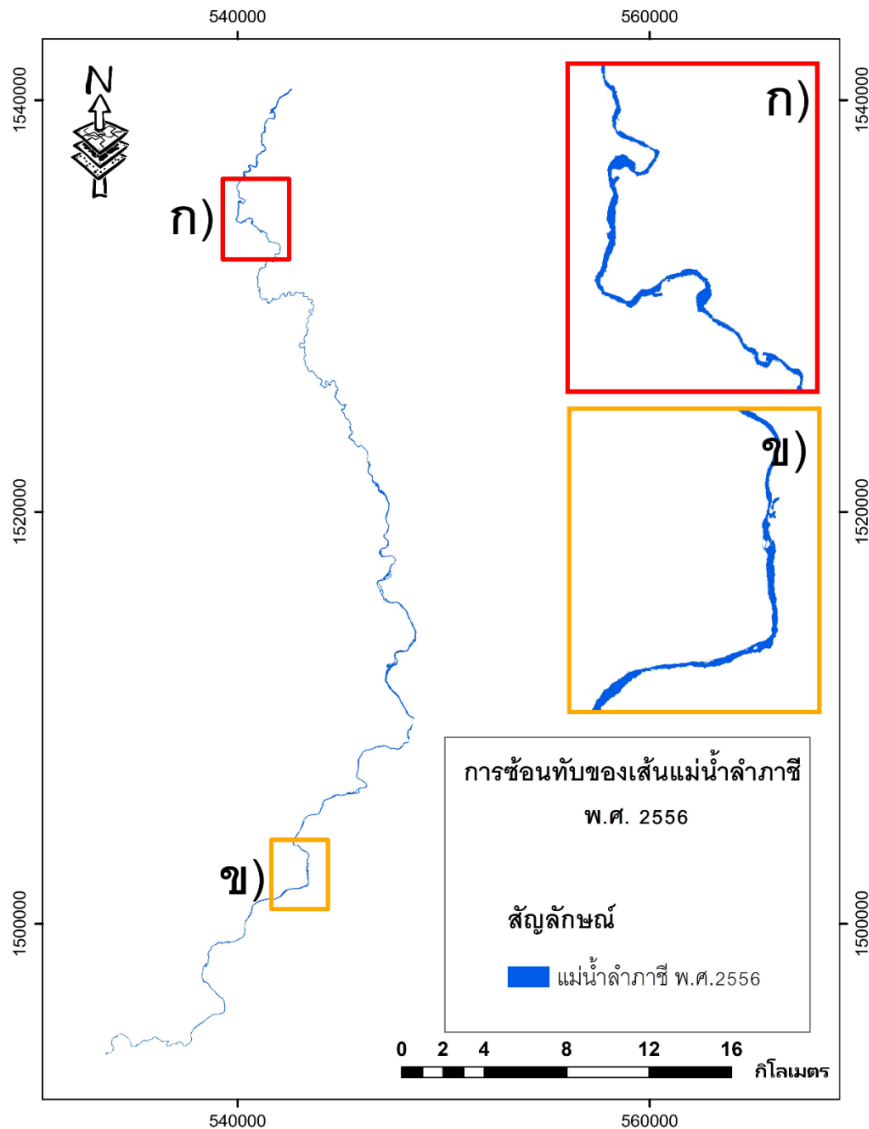 540000 560000
N
1540000 1540000
ก)
ก)
ข)
1520000 1520000
การซ้อนทับของเส้นแม่น้ำลำภาชี
พ.ศ. 2556
ข)
สัญลักษณ์
แม่น้ำลำภาชี พ.ศ.2556
1500000 1500000
0 2 4 8 12 16
กิโลเมตร
540000 560000